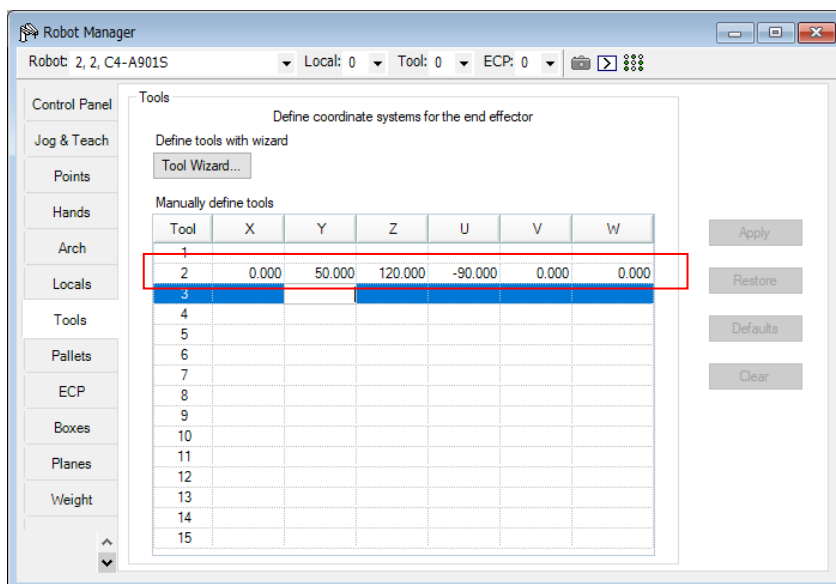 Robot Manager
Robot: 2, 2, C4-A901S Local: 0 Tool: 0 ECP: 0
Control Panel
Jog & Teach
Points
Hands
Arch
Locals
Tools
Pallets
ECP
Boxes
Planes
Weight
Tools
Define coordinate systems for the end effector
Define tools with wizard
Tool Wizard...
Manually define tools
Tool X Y Z U V W
1
2 0.000 50.000 120.000 -90.000 0.000 0.000
3
4
5
6
7
8
9
10
11
12
13
14
15
Apply
Restore
Defaults
Clear